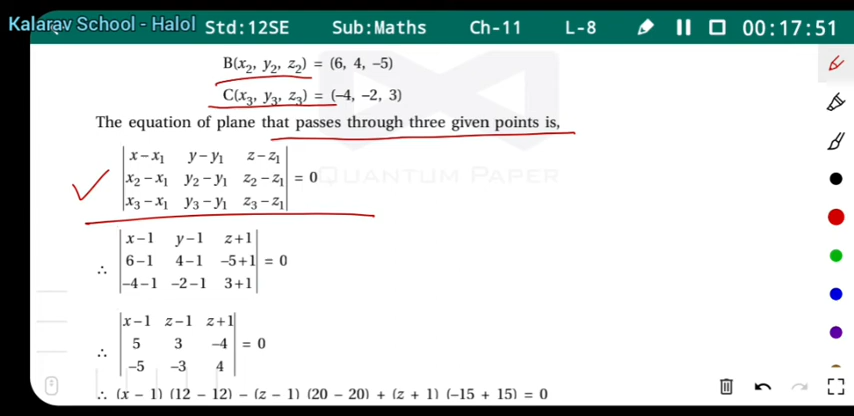 Kalarav School - Halol Std:12SE Sub:Maths Ch-11 L-8 00:17:51
B(x₂, y₂, z₂) = (6, 4, –5)
C(x₃, y₃, z₃) = (–4, –2, 3)
The equation of plane that passes through three given points is,
|x – x₁ y – y₁ z – z₁|
|x₂ – x₁ y₂ – y₁ z₂ – z₁| = 0
|x₃ – x₁ y₃ – y₁ z₃ – z₁|
QUANTUM PAPER
|x – 1 y – 1 z + 1|
∴ |6 – 1 4 – 1 –5 + 1| = 0
|–4 – 1 –2 – 1 3 + 1|
|x – 1 z – 1 z + 1|
∴ |5 3 –4| = 0
|–5 –3 4|
∴ (x – 1) (12 – 12) – (z – 1) (20 – 20) + (z + 1) (–15 + 15) = 0